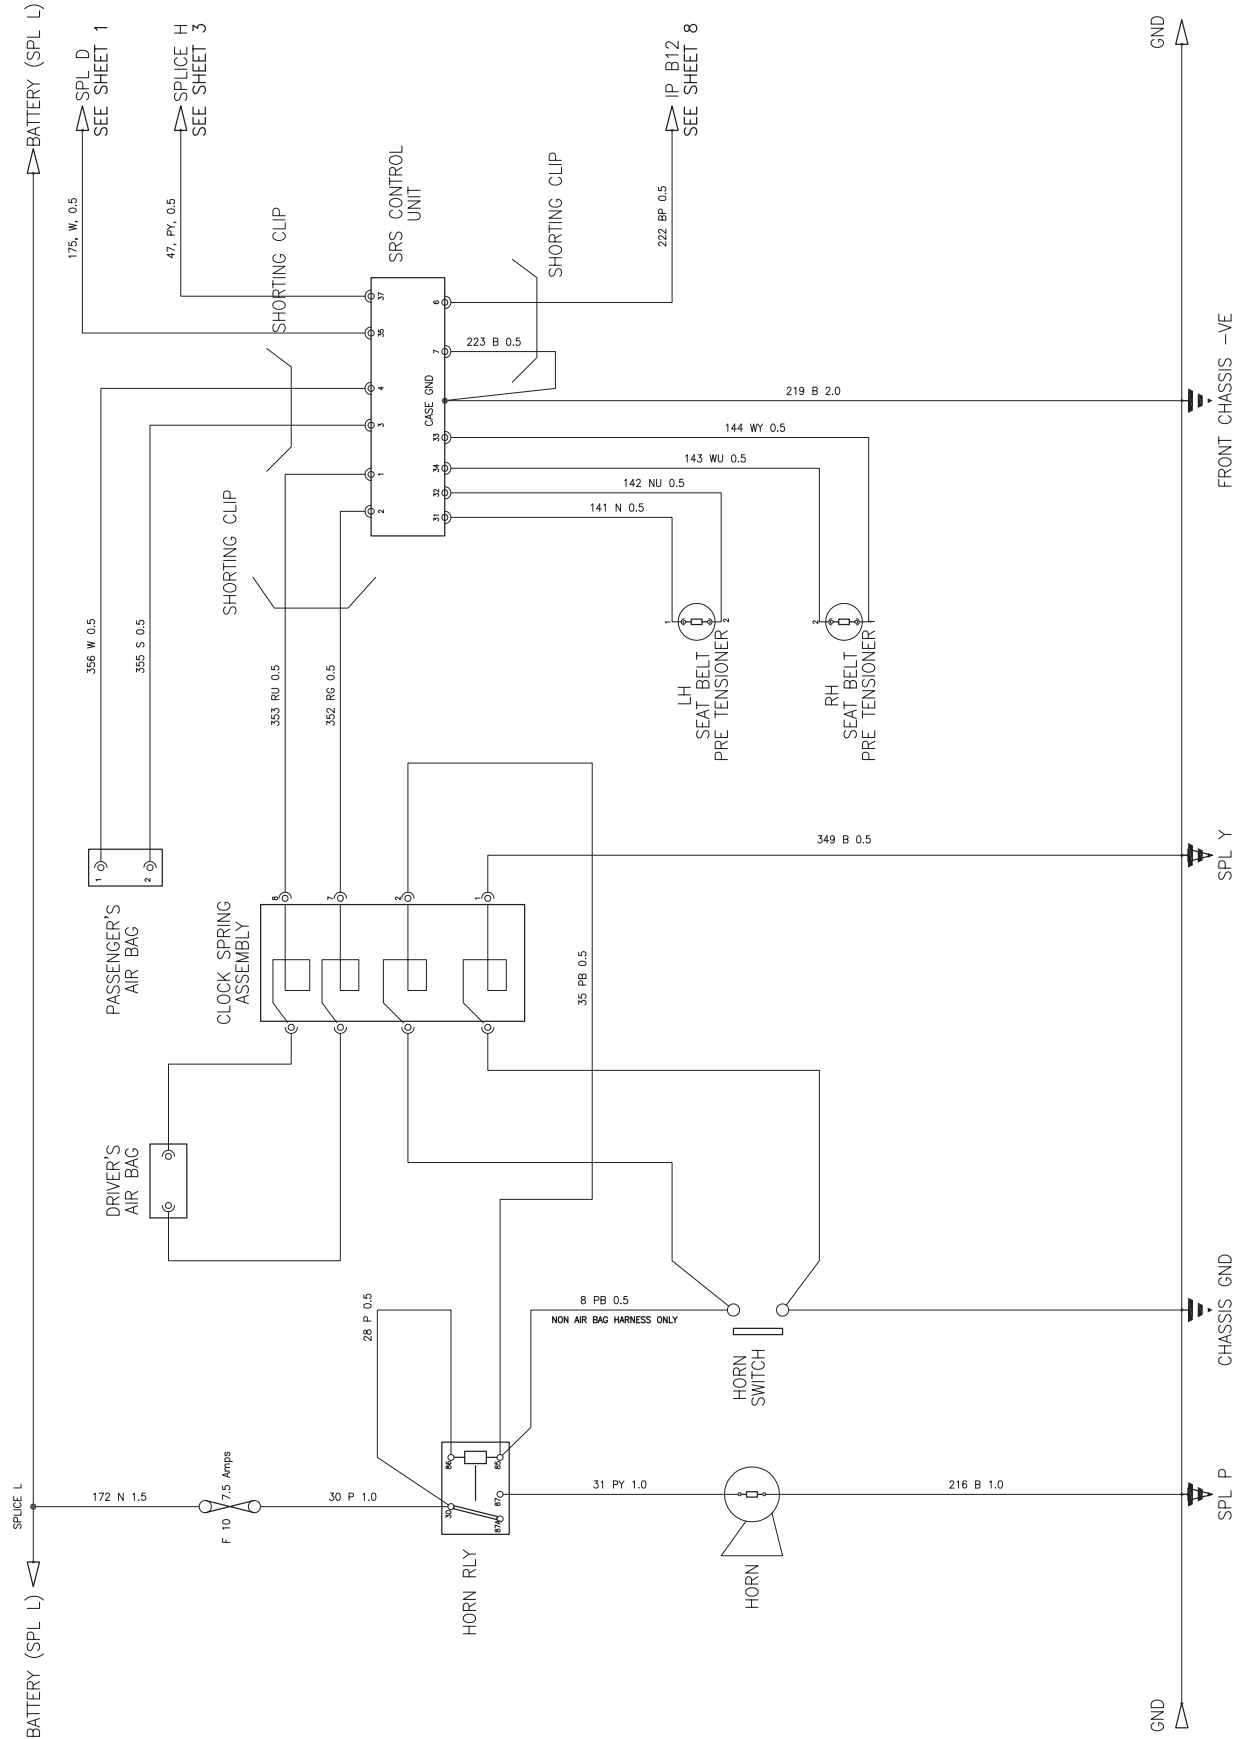 BATTERY (SPL L)
SPLICE L
BATTERY (SPL L)
172 N 1.5
F 10 7.5 Amps
30 P 1.0
28 P 0.5
HORN RLY
30
86
85
87
87A
31 PY 1.0
HORN
216 B 1.0
SPL P
8 PB 0.5
NON AIR BAG HARNESS ONLY
HORN
SWITCH
CHASSIS GND
DRIVER'S
AIR BAG
PASSENGER'S
AIR BAG
1
2
CLOCK SPRING
ASSEMBLY
8
7
2
1
35 PB 0.5
349 B 0.5
SPL Y
356 W 0.5
355 S 0.5
353 RU 0.5
352 RG 0.5
SHORTING CLIP
SHORTING CLIP
175, W, 0.5
SPL D
SEE SHEET 1
47, PY, 0.5
SPLICE H
SEE SHEET 3
SRS CONTROL
UNIT
2
1
3
4
35
37
31
32
34
33
CASE GND
7
6
223 B 0.5
SHORTING CLIP
222 BP 0.5
IP B12
SEE SHEET 8
141 N 0.5
142 NU 0.5
143 WU 0.5
144 WY 0.5
219 B 2.0
1
2
LH
SEAT BELT
PRE TENSIONER
2
1
RH
SEAT BELT
PRE TENSIONER
FRONT CHASSIS -VE
GND
GND